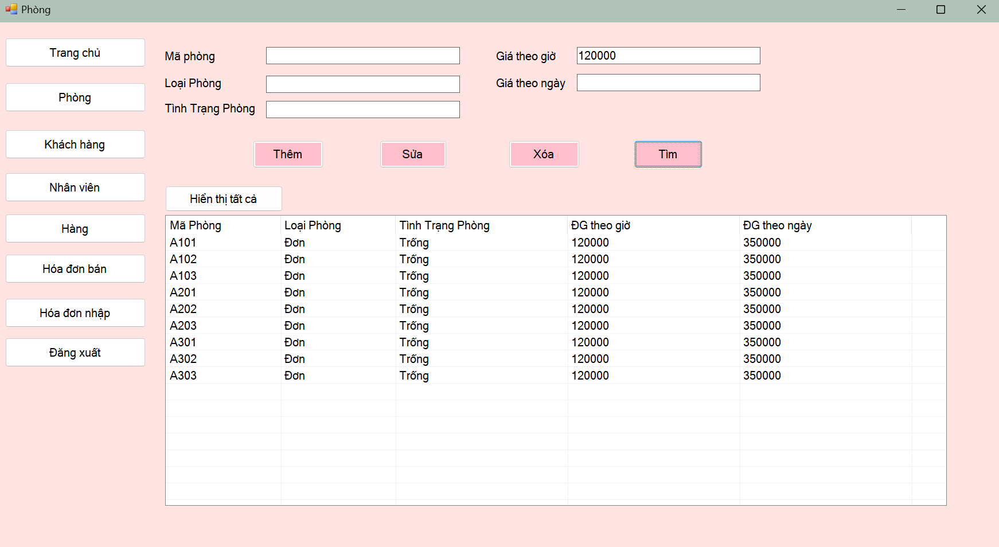 Phòng
Trang chủ
Phòng
Khách hàng
Nhân viên
Hàng
Hóa đơn bán
Hóa đơn nhập
Đăng xuất
Mã phòng
Giá theo giờ 120000
Loại Phòng
Giá theo ngày
Tình Trạng Phòng
Thêm Sửa Xóa Tìm
Hiển thị tất cả
Mã Phòng Loại Phòng Tình Trạng Phòng ĐG theo giờ ĐG theo ngày
A101 Đơn Trống 120000 350000
A102 Đơn Trống 120000 350000
A103 Đơn Trống 120000 350000
A201 Đơn Trống 120000 350000
A202 Đơn Trống 120000 350000
A203 Đơn Trống 120000 350000
A301 Đơn Trống 120000 350000
A302 Đơn Trống 120000 350000
A303 Đơn Trống 120000 350000